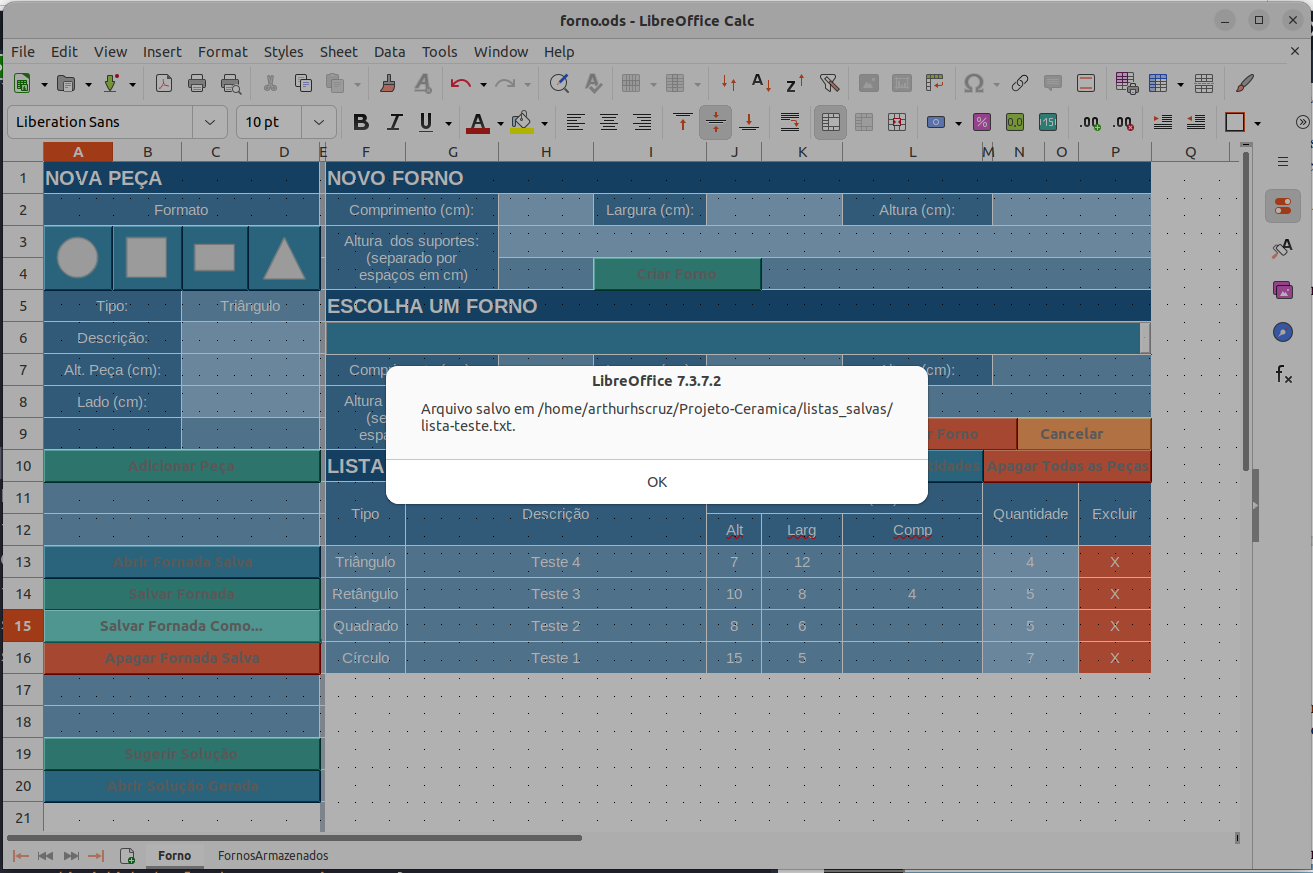 forno.ods - LibreOffice Calc
File Edit View Insert Format Styles Sheet Data Tools Window Help
Liberation Sans 10 pt
A B C D E F G H I J K L M N O P Q
1 NOVA PEÇA NOVO FORNO
2 Formato Comprimento (cm): Largura (cm): Altura (cm):
3 Altura dos suportes:
(separado por
4 espaços em cm) Criar Forno
5 Tipo: Triângulo ESCOLHA UM FORNO
6 Descrição:
7 Alt. Peça (cm): Comp cm):
8 Lado (cm): Altura
(se
9 espa Forno Cancelar
LibreOffice 7.3.7.2
Arquivo salvo em /home/arthurhscruz/Projeto-Ceramica/listas_salvas/
lista-teste.txt.
OK
10 Adicionar Peça LISTA cidades Apagar Todas as Peças
11 Tipo Descrição Quantidade Excluir
12 Alt Larg Comp
13 Abrir Fornada Salva Triângulo Teste 4 7 12 4 X
14 Salvar Fornada Retângulo Teste 3 10 8 4 5 X
15 Salvar Fornada Como... Quadrado Teste 2 8 6 5 X
16 Apagar Fornada Salva Círculo Teste 1 15 5 7 X
17
18
19 Sugerir Solução
20 Abrir Solução Gerada
21
Forno FornosArmazenados